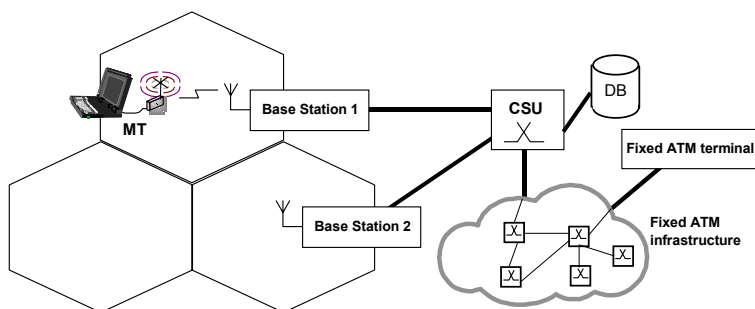 MT
Base Station 1
CSU
DB
Fixed ATM terminal
Base Station 2
Fixed ATM
infrastructure